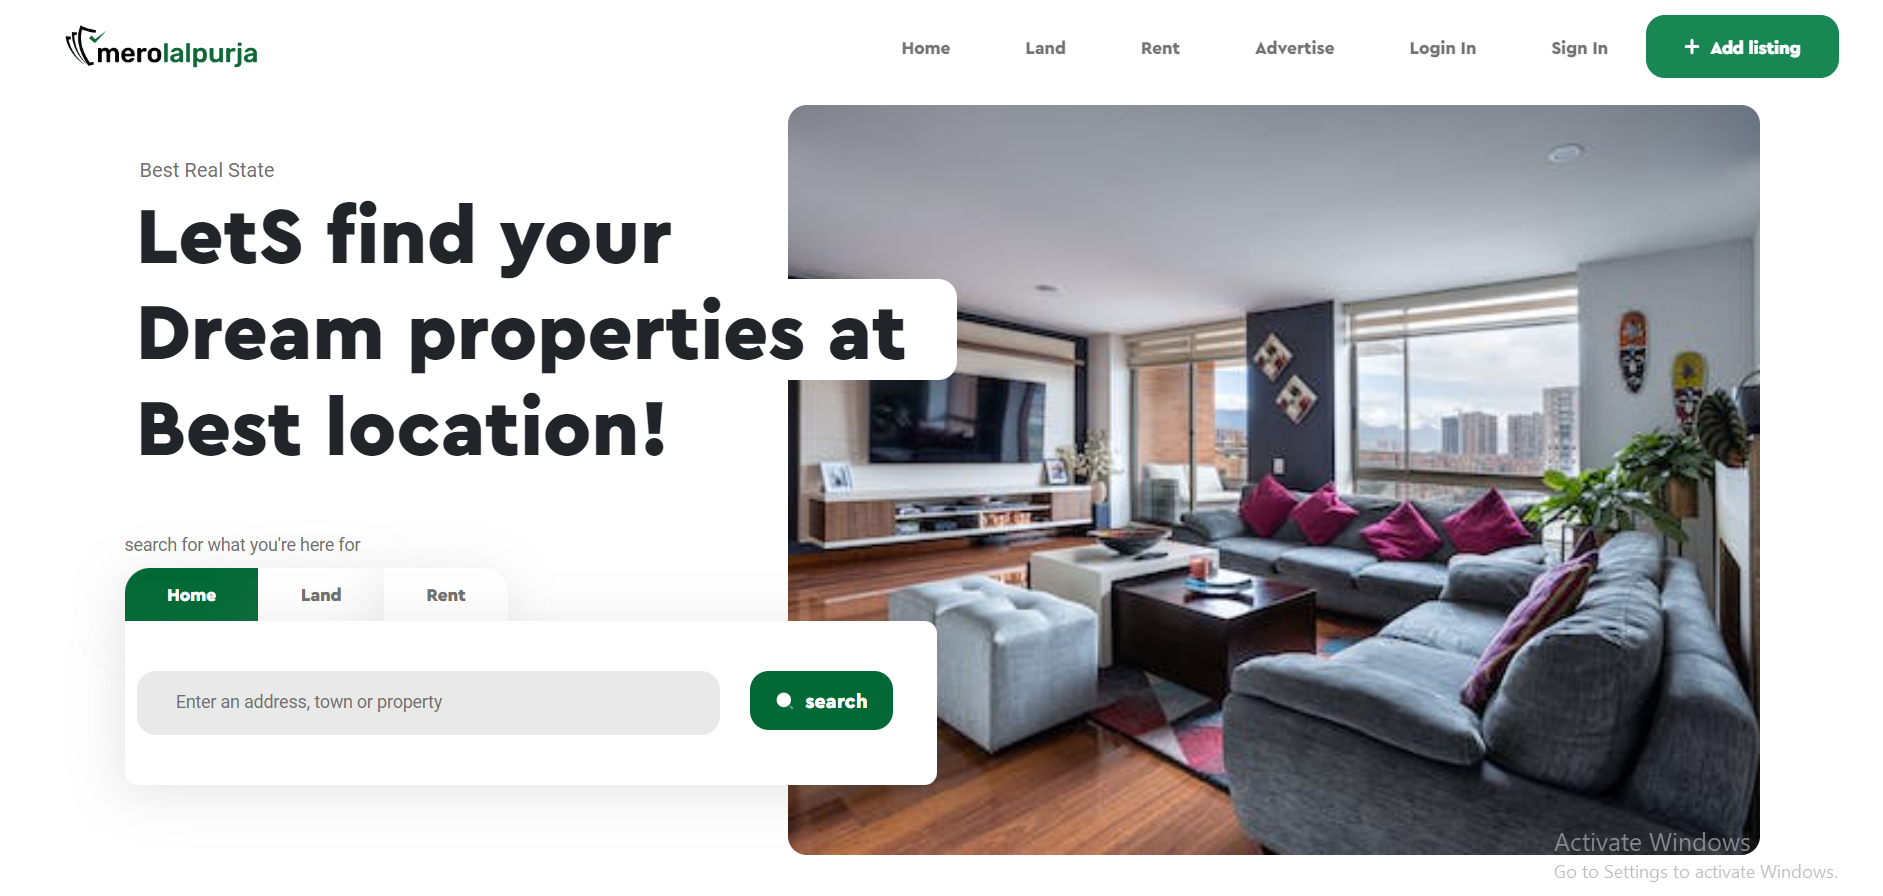 merolalpurja
Home Land Rent Advertise Login In Sign In + Add listing
Best Real State
LetS find your
Dream properties at
Best location!
search for what you're here for
Home Land Rent
Enter an address, town or property search
Activate Windows
Go to Settings to activate Windows.